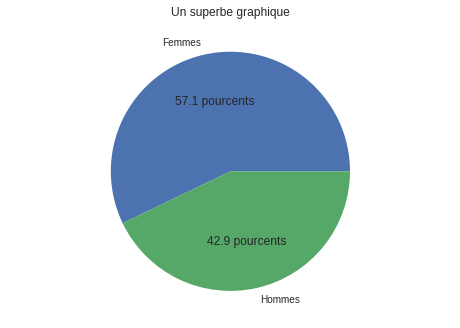 Un superbe graphique
Femmes
57.1 pourcents
42.9 pourcents
Hommes